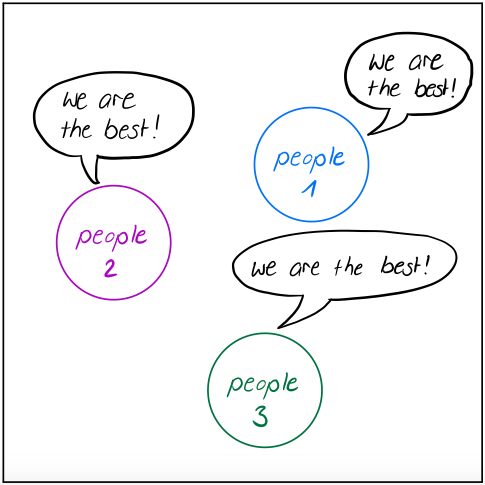 we are
the best!
people
1
we are
the best!
people
2
we are the best!
people
3